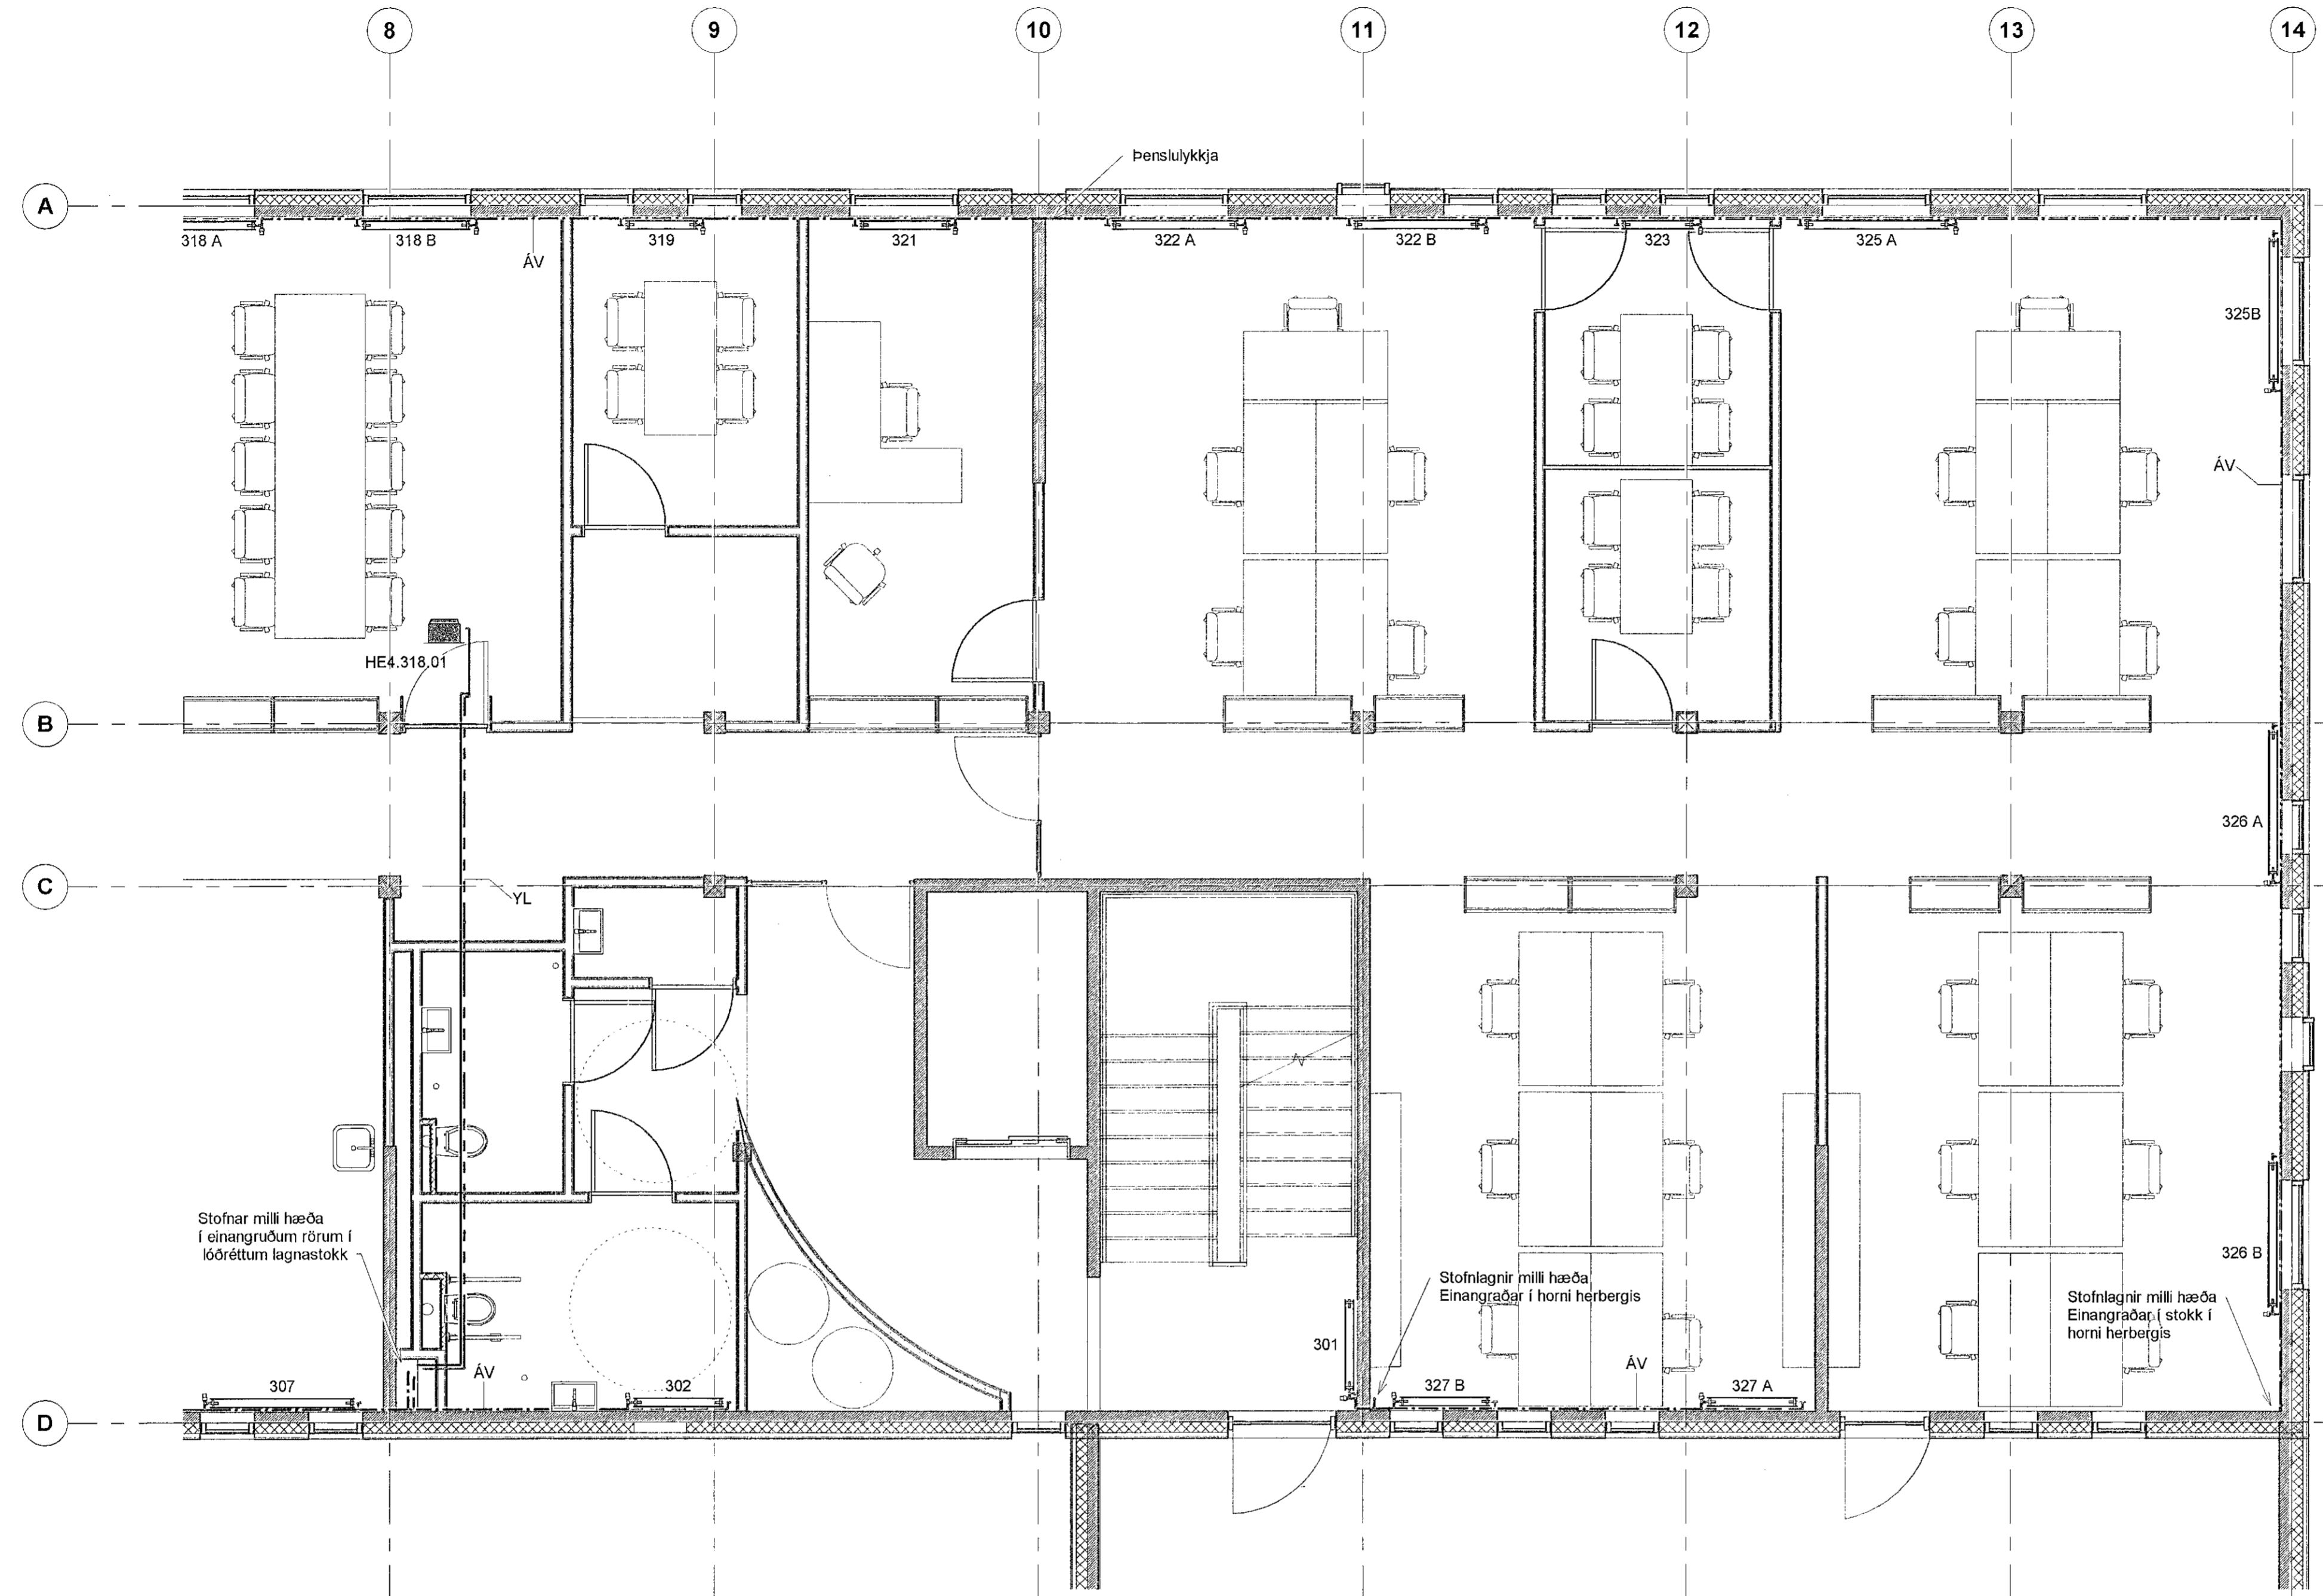 8
9
10
11
12
13
14
Þenslulykkja
A
318 A
318 B
319
321
322 A
322 B
323
325 A
ÁV
325B
ÁV
HE4.318.01
B
326 A
C
YL
Stofnar milli hæða
í einangruðum rörum í
lóðréttum lagnastokk
Stofnlagnir milli hæða
Einangraðar í horni herbergis
326 B
Stofnlagnir milli hæða
Einangraðar í stokk í
horni herbergis
301
ÁV
ÁV
307
302
327 B
327 A
D